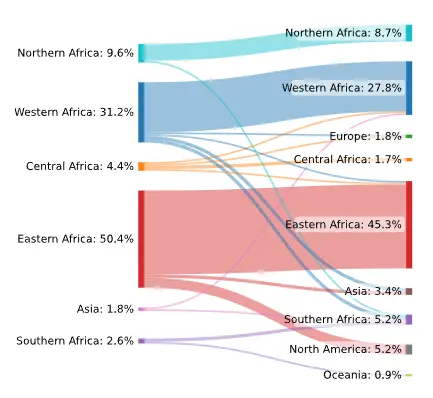 Northern Africa: 9.6%
Western Africa: 31.2%
Central Africa: 4.4%
Eastern Africa: 50.4%
Asia: 1.8%
Southern Africa: 2.6%
Northern Africa: 8.7%
Western Africa: 27.8%
Europe: 1.8%
Central Africa: 1.7%
Eastern Africa: 45.3%
Asia: 3.4%
Southern Africa: 5.2%
North America: 5.2%
Oceania: 0.9%